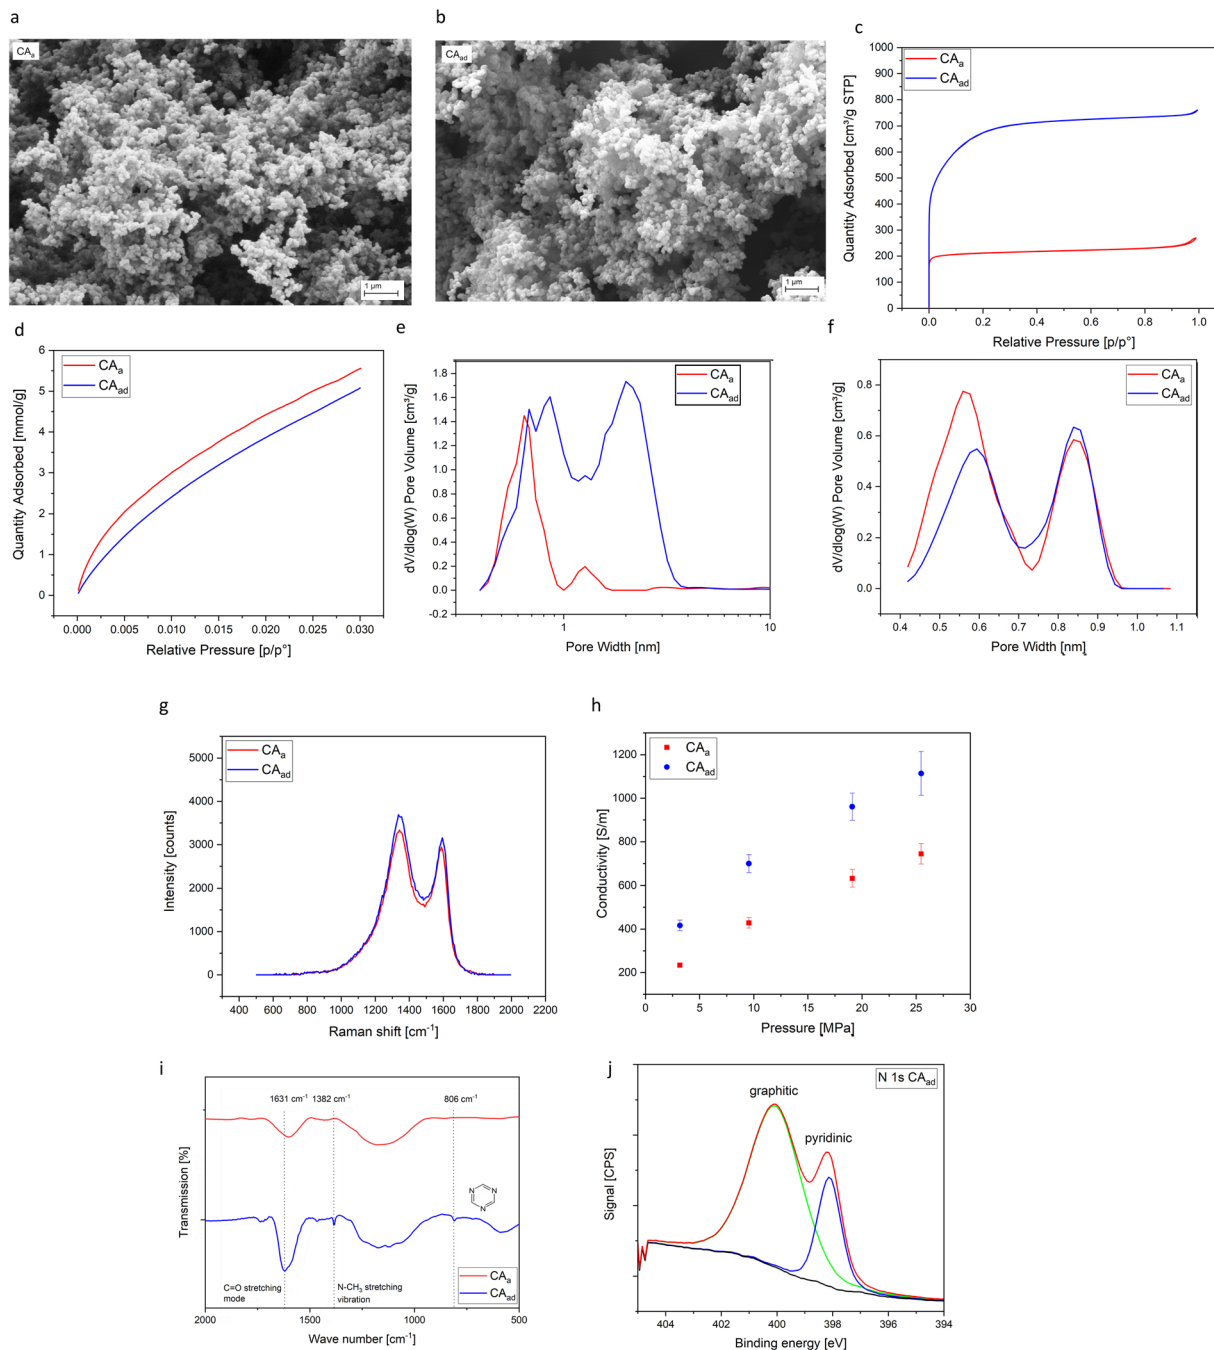 a
CAₐ
1 µm
b
CAₐd
1 µm
c
CAₐ
CAₐd
Quantity Adsorbed [cm³/g STP]
1000
900
800
700
600
500
400
300
200
100
0
0.0 0.2 0.4 0.6 0.8 1.0
Relative Pressure [p/p°]
d
CAₐ
CAₐd
Quantity Adsorbed [mmol/g]
6
5
4
3
2
1
0
0.000 0.005 0.010 0.015 0.020 0.025 0.030
Relative Pressure [p/p°]
e
CAₐ
CAₐd
dV/dlog(W) Pore Volume [cm³/g]
1.8
1.6
1.4
1.2
1.0
0.8
0.6
0.4
0.2
0.0
-0.2
1 10
Pore Width [nm]
f
CAₐ
CAₐd
dV/dlog(W) Pore Volume [cm³/g]
0.8
0.6
0.4
0.2
0.0
0.4 0.5 0.6 0.7 0.8 0.9 1.0 1.1
Pore Width [nm]
g
CAₐ
CAₐd
Intensity [counts]
5000
4000
3000
2000
1000
0
400 600 800 1000 1200 1400 1600 1800 2000 2200
Raman shift [cm⁻¹]
h
CAₐ
CAₐd
Conductivity [S/m]
1200
1000
800
600
400
200
0 5 10 15 20 25 30
Pressure [MPa]
i
1631 cm⁻¹ 1382 cm⁻¹ 806 cm⁻¹
Transmission [%]
N
N
N
C=O stretching
mode
N-CH₃ stretching
vibration
CAₐ
CAₐd
2000 1500 1000 500
Wave number [cm⁻¹]
j
N 1s CAₐd
graphitic
pyridinic
Signal [CPS]
404 402 400 398 396 394
Binding energy [eV]